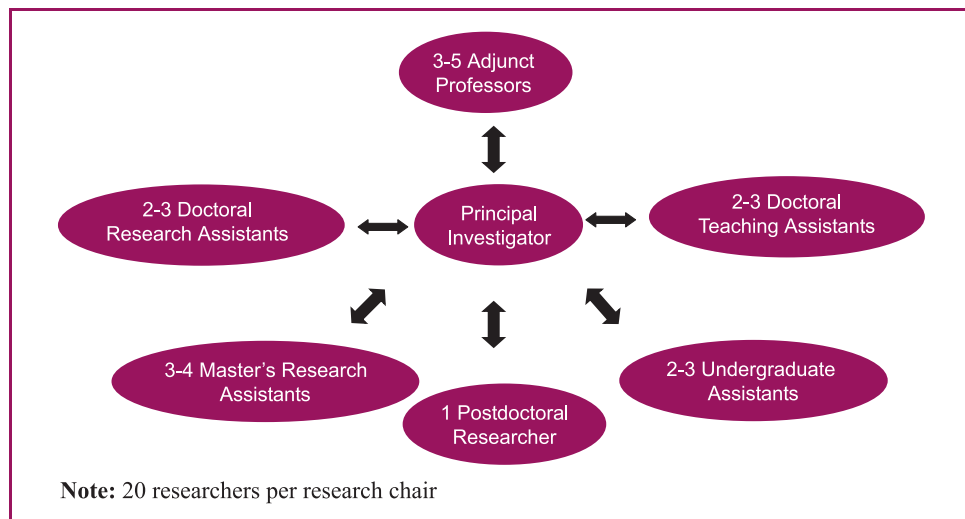 3-5 Adjunct
Professors
2-3 Doctoral
Research Assistants
Principal
Investigator
2-3 Doctoral
Teaching Assistants
3-4 Master’s Research
Assistants
1 Postdoctoral
Researcher
2-3 Undergraduate
Assistants
Note: 20 researchers per research chair